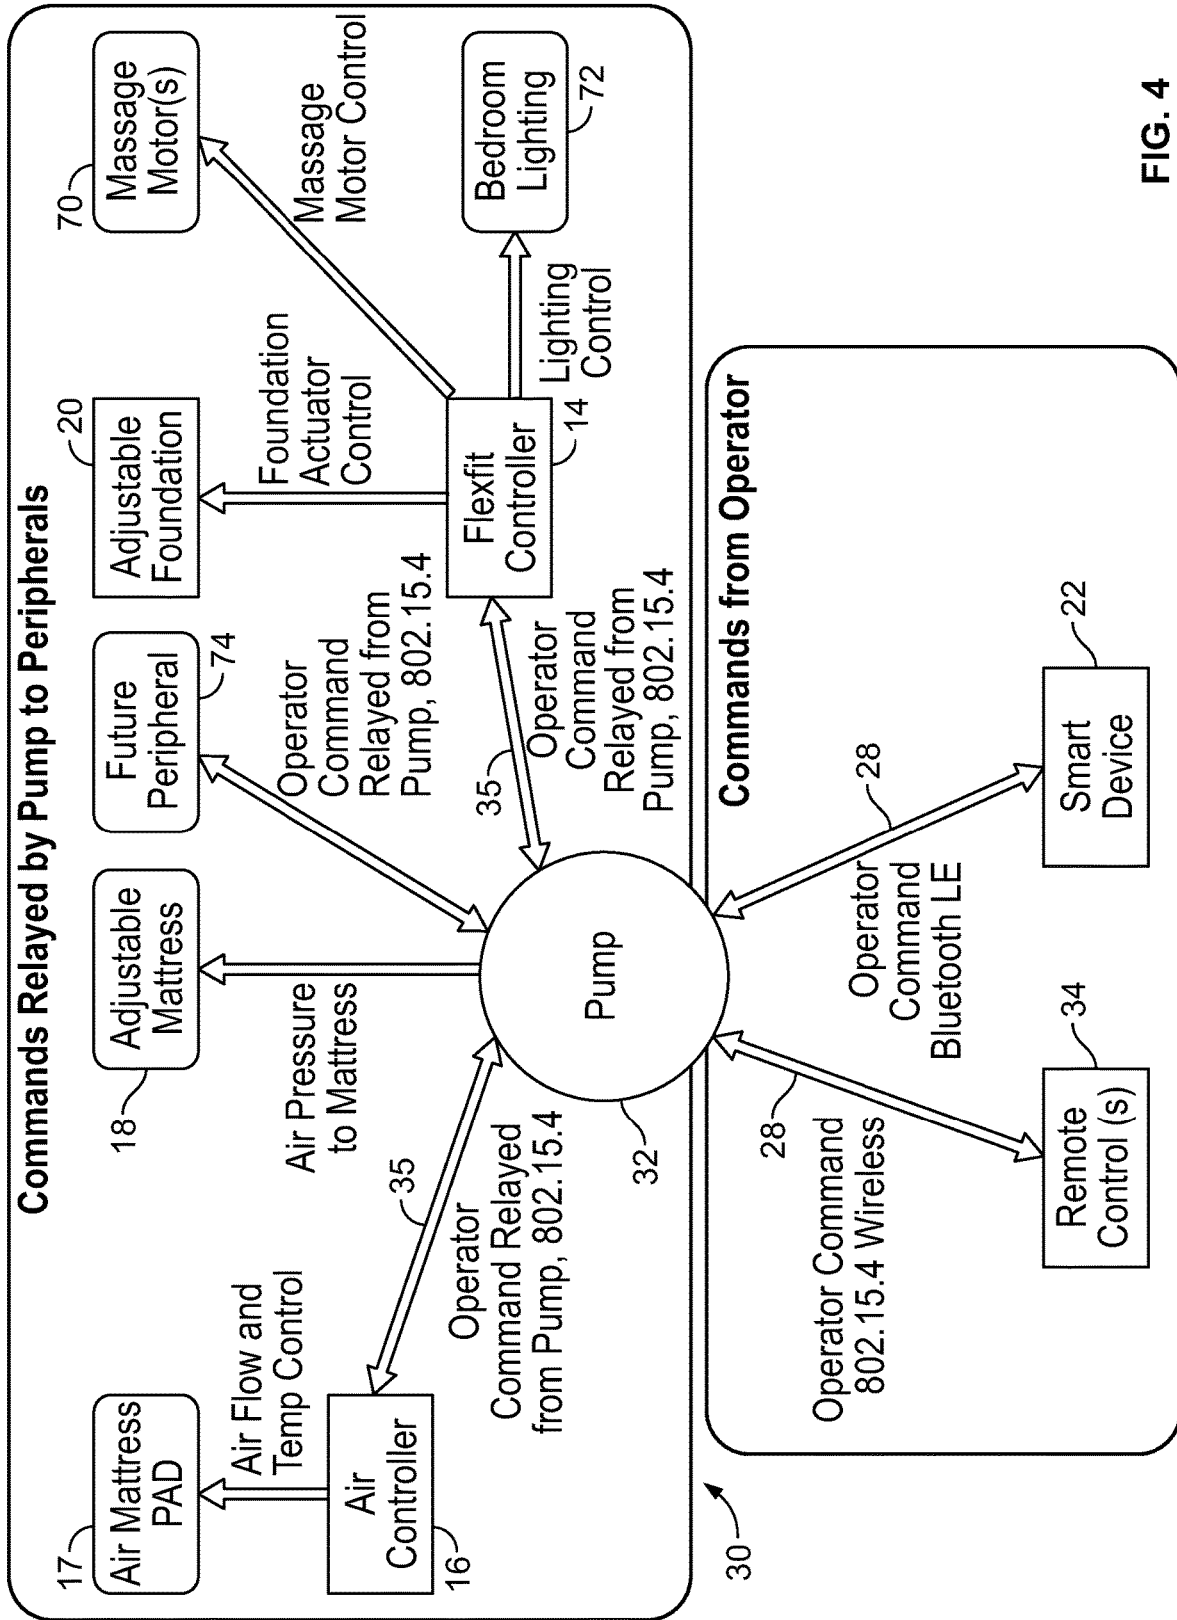 Commands Relayed by Pump to Peripherals
17
Air Mattress
PAD
Air Flow and
Temp Control
Air
Controller
16
18
Adjustable
Mattress
Air Pressure
to Mattress
35
Operator
Command Relayed
from Pump, 802.15.4
Future
Peripheral
74
Operator
Command
Relayed from
Pump, 802.15.4
20
Adjustable
Foundation
Foundation
Actuator
Control
Flexfit
Controller
14
35
Operator
Command
Relayed from
Pump, 802.15.4
70
Massage
Motor(s)
Massage
Motor Control
Lighting
Control
Bedroom
Lighting
72
Pump
32
30
Commands from Operator
Operator Command
802.15.4 Wireless
28
Remote
Control (s)
34
Operator
Command
Bluetooth LE
28
Smart
Device
22
FIG. 4